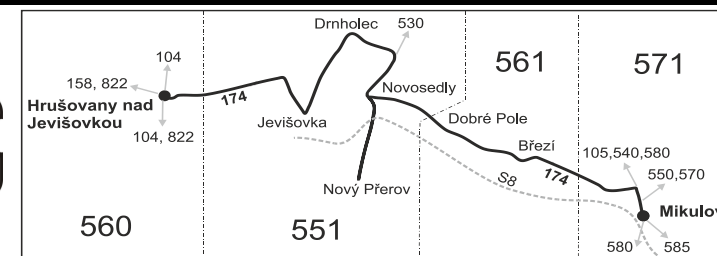 Drnholec
530
104
561
571
158, 822
Hrušovany nad
Jevišovkou
174
Novosedly
104, 822
Jevišovka
Dobré Pole
Březí
105,540,580
550,570
S8
174
Nový Přerov
Mikulov
560
551
580
585